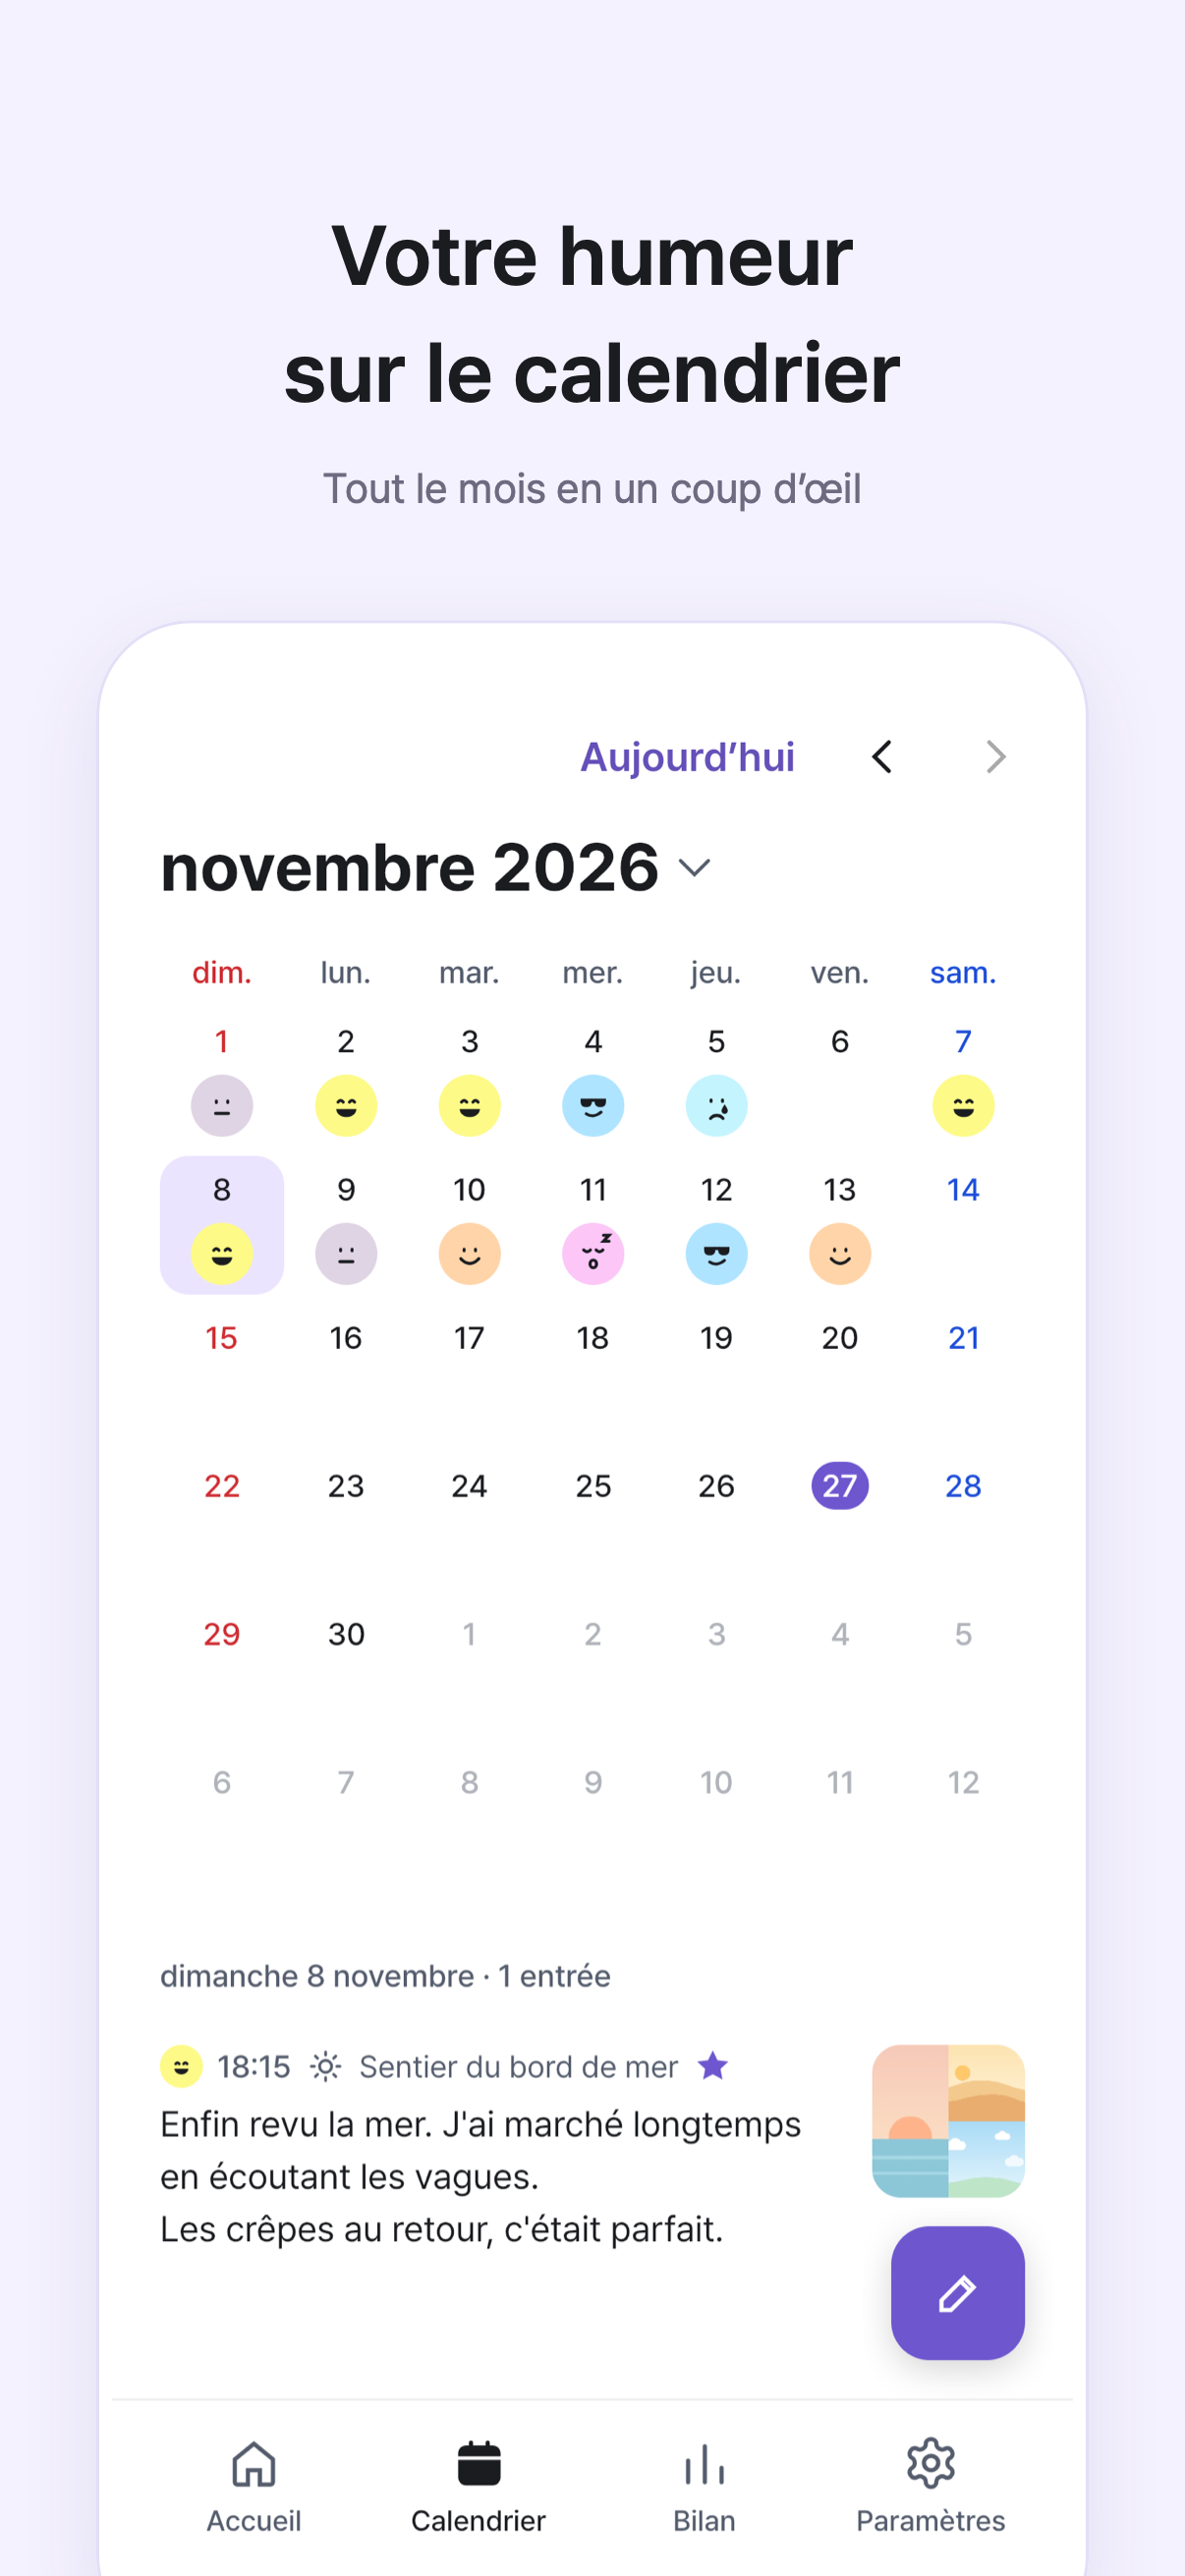 Votre humeur
sur le calendrier
Tout le mois en un coup d’œil
Aujourd’hui
novembre 2026
dim. lun. mar. mer. jeu. ven. sam.
1 2 3 4 5 6 7
8 9 10 11 12 13 14
15 16 17 18 19 20 21
22 23 24 25 26 27 28
29 30 1 2 3 4 5
6 7 8 9 10 11 12
dimanche 8 novembre · 1 entrée
18:15 Sentier du bord de mer
Enfin revu la mer. J'ai marché longtemps
en écoutant les vagues.
Les crêpes au retour, c'était parfait.
Accueil Calendrier Bilan Paramètres